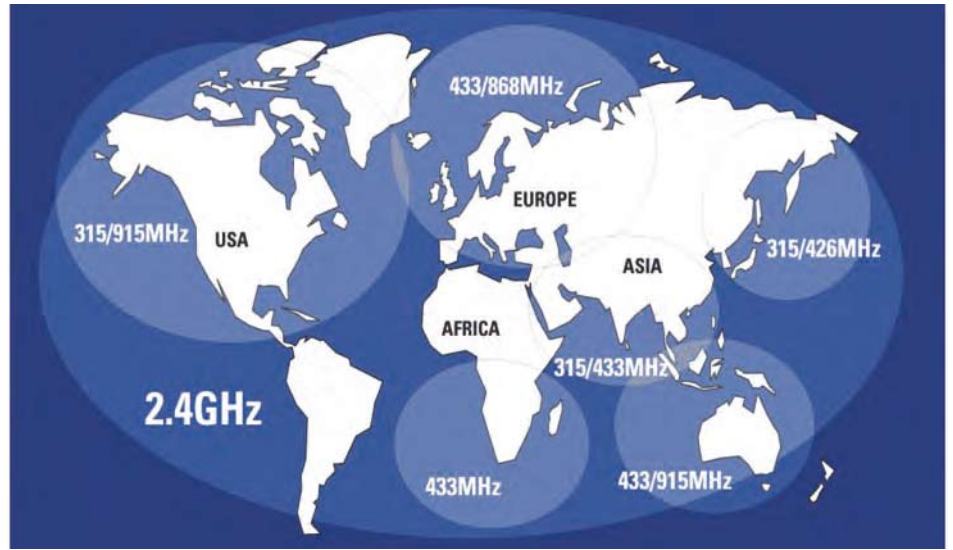 433/868MHz
EUROPE
315/915MHz
USA
315/426MHz
ASIA
AFRICA
315/433MHz
2.4GHz
433MHz
433/915MHz